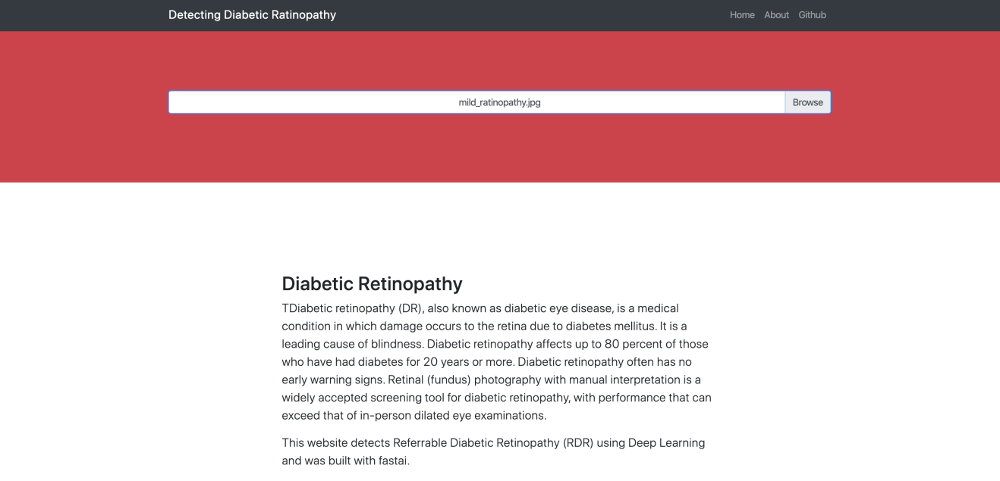 Detecting Diabetic Ratinopathy
Home About Github
mild_ratinopathy.jpg Browse
Diabetic Retinopathy
TDiabetic retinopathy (DR), also known as diabetic eye disease, is a medical
condition in which damage occurs to the retina due to diabetes mellitus. It is a
leading cause of blindness. Diabetic retinopathy affects up to 80 percent of those
who have had diabetes for 20 years or more. Diabetic retinopathy often has no
early warning signs. Retinal (fundus) photography with manual interpretation is a
widely accepted screening tool for diabetic retinopathy, with performance that can
exceed that of in-person dilated eye examinations.
This website detects Referrable Diabetic Retinopathy (RDR) using Deep Learning
and was built with fastai.